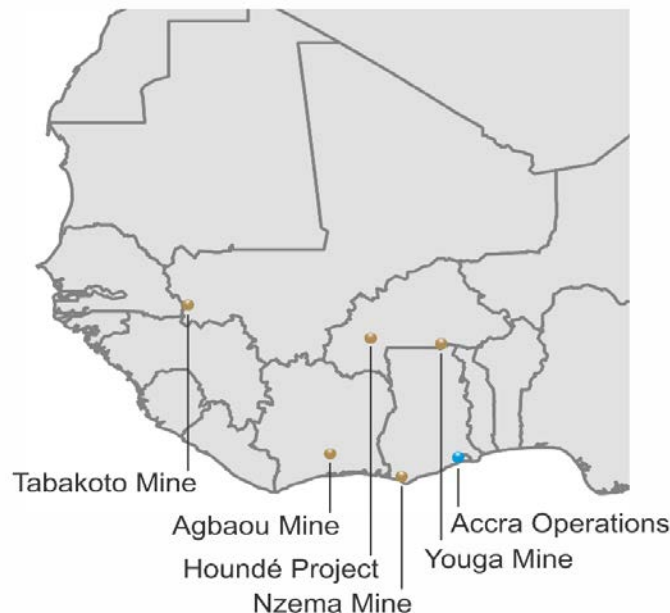 Tabakoto Mine
Agbaou Mine
Accra Operations
Houndé Project
Youga Mine
Nzema Mine